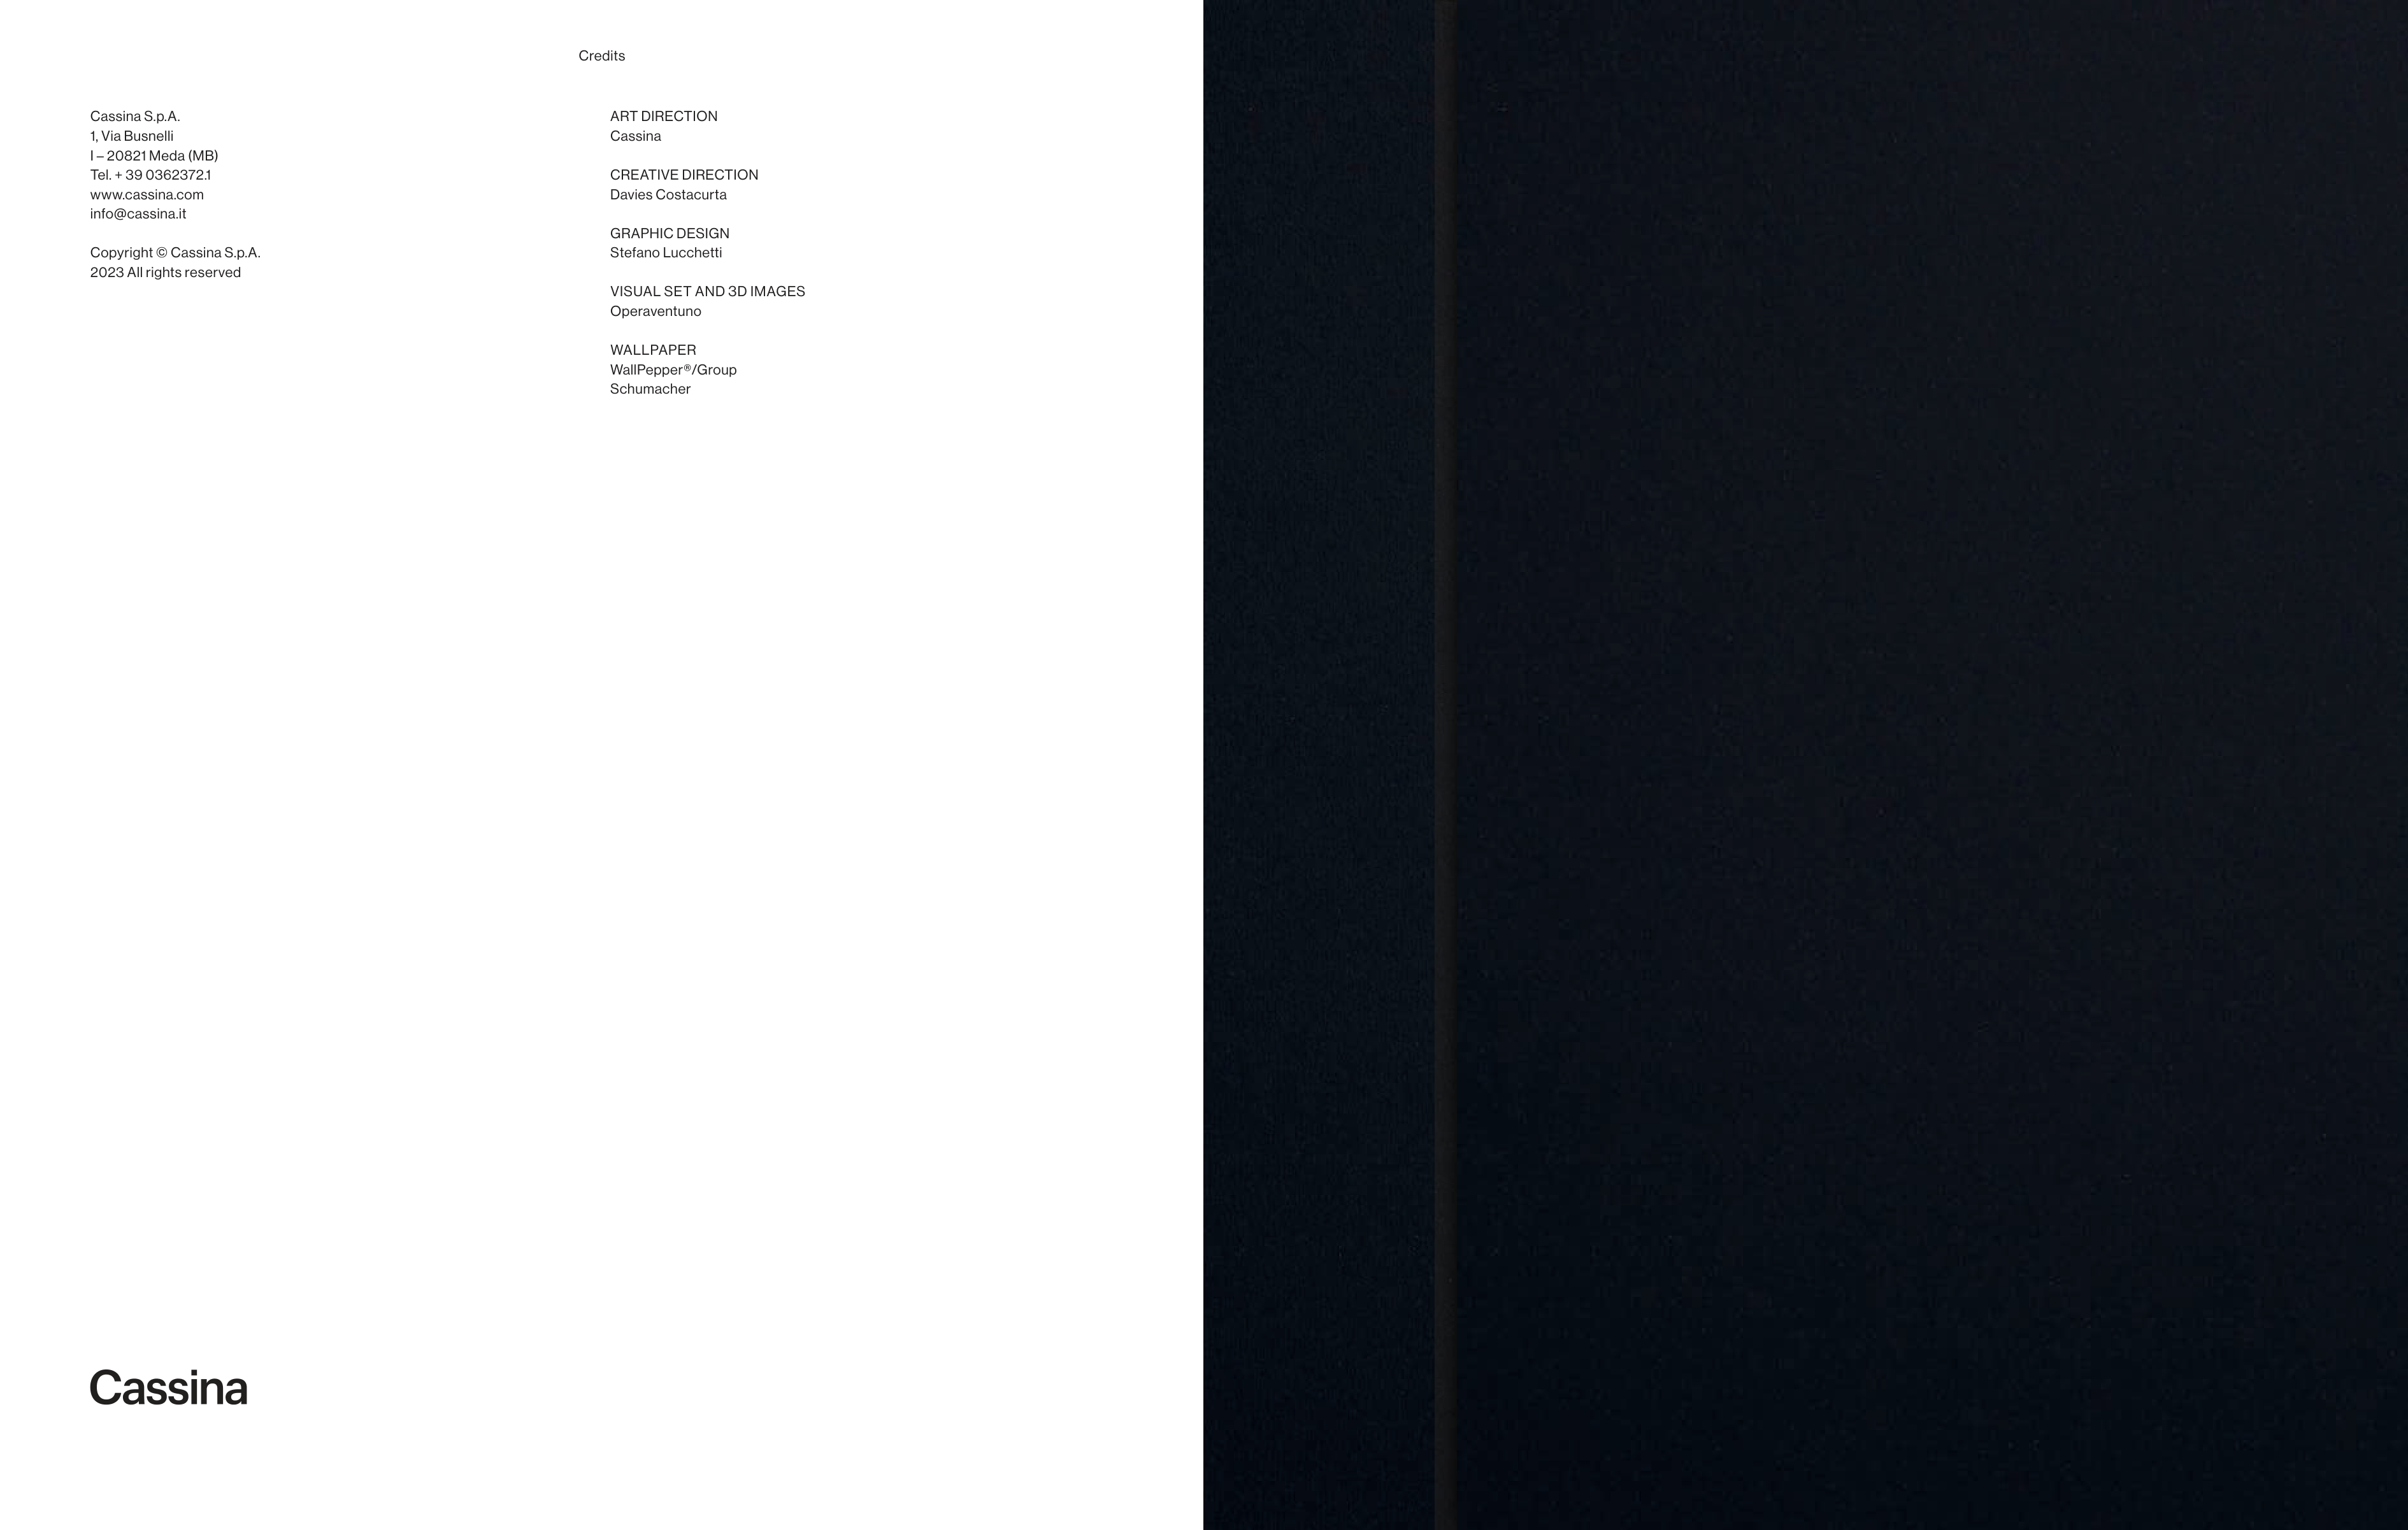 Credits
Cassina S.p.A.
1, Via Busnelli
I – 20821 Meda (MB)
Tel. + 39 0362372.1
www.cassina.com
info@cassina.it
Copyright © Cassina S.p.A.
2023 All rights reserved
ART DIRECTION
Cassina
CREATIVE DIRECTION
Davies Costacurta
GRAPHIC DESIGN
Stefano Lucchetti
VISUAL SET AND 3D IMAGES
Operaventuno
WALLPAPER
WallPepper®/Group
Schumacher
Cassina